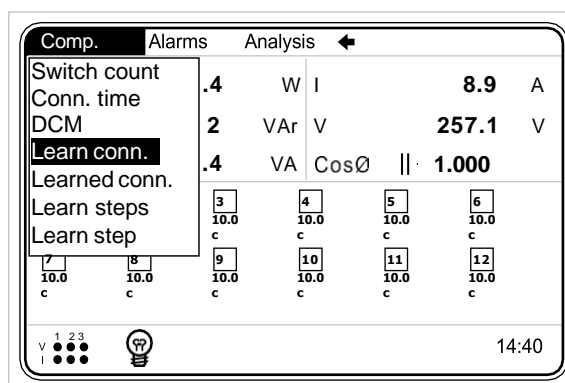 Comp. Alarms Analysis
Switch count
Conn. time
DCM
Learn conn.
Learned conn.
Learn steps
Learn step
.4 W I 8.9 A
2 VAr V 257.1 V
.4 VA CosØ 1.000
3 4 5 6
10.0 10.0 10.0 10.0
c c c c
7 8 9 10 11 12
10.0 10.0 10.0 10.0 10.0 10.0
c c c c c c
1 2 3
V
I
14:40